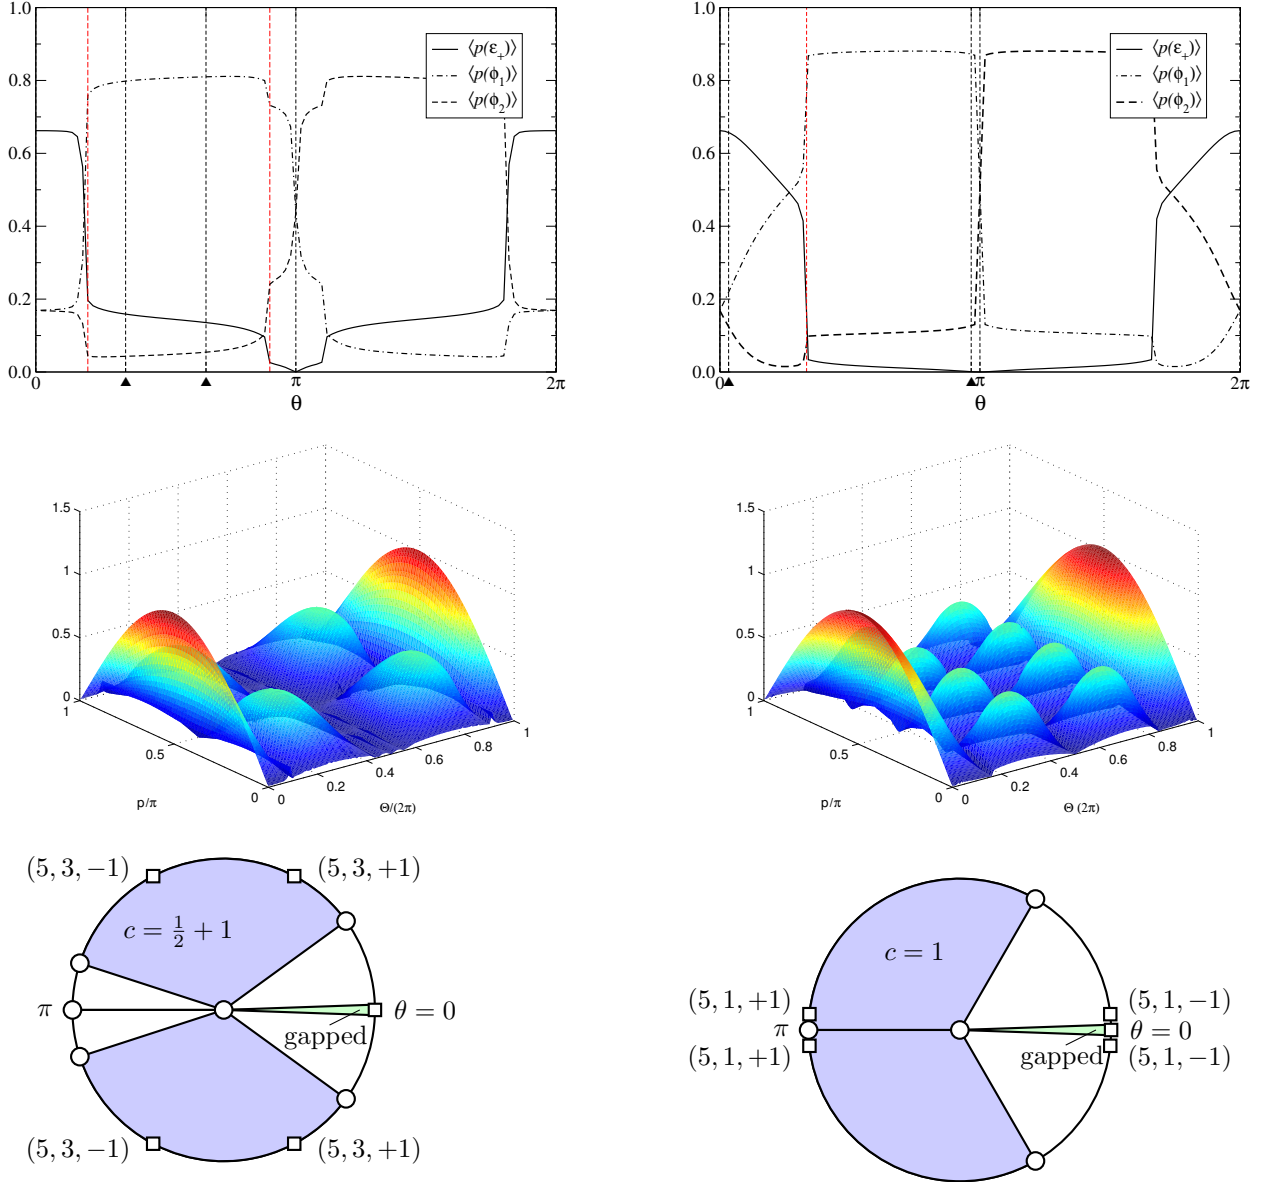 1.0
0.8
0.6
0.4
0.2
0.0
⟨p(ε₊)⟩
⟨p(ϕ₁)⟩
⟨p(ϕ₂)⟩
0 π 2π
θ
1.0
0.8
0.6
0.4
0.2
0.0
⟨p(ε₊)⟩
⟨p(ϕ₁)⟩
⟨p(ϕ₂)⟩
0 π 2π
θ
1.5
1
0.5
0
1
0.5
0
p/π
0
0.2
0.4
0.6
0.8
1
Θ/(2π)
1.5
1
0.5
0
1
0.5
0
p/π
0
0.2
0.4
0.6
0.8
1
Θ (2π)
(5, 3, −1) (5, 3, +1)
c = 1/2 + 1
π θ = 0
gapped
(5, 3, −1) (5, 3, +1)
c = 1
(5, 1, +1) (5, 1, −1)
π θ = 0
(5, 1, +1) gapped (5, 1, −1)